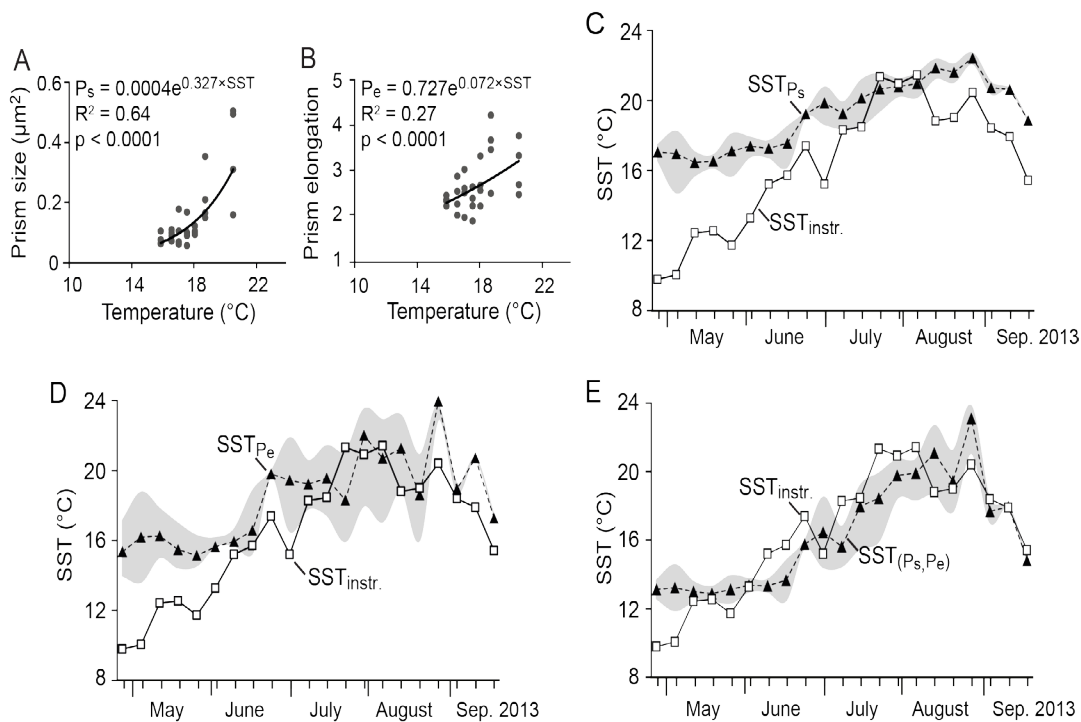 A
Ps = 0.0004e0.327×SST
R2 = 0.64
p < 0.0001
Prism size (μm2)
0.6
0.4
0.2
0
10 14 18 22
Temperature (°C)
B
Pe = 0.727e0.072×SST
R2 = 0.27
p < 0.0001
Prism elongation
5
4
3
2
1
10 14 18 22
Temperature (°C)
C
SST (°C)
24
20
16
12
8
SSTPs
SSTinstr.
May June July August Sep. 2013
D
SST (°C)
24
20
16
12
8
SSTPe
SSTinstr.
May June July August Sep. 2013
E
SST (°C)
24
20
16
12
8
SSTinstr.
SST(Ps,Pe)
May June July August Sep. 2013